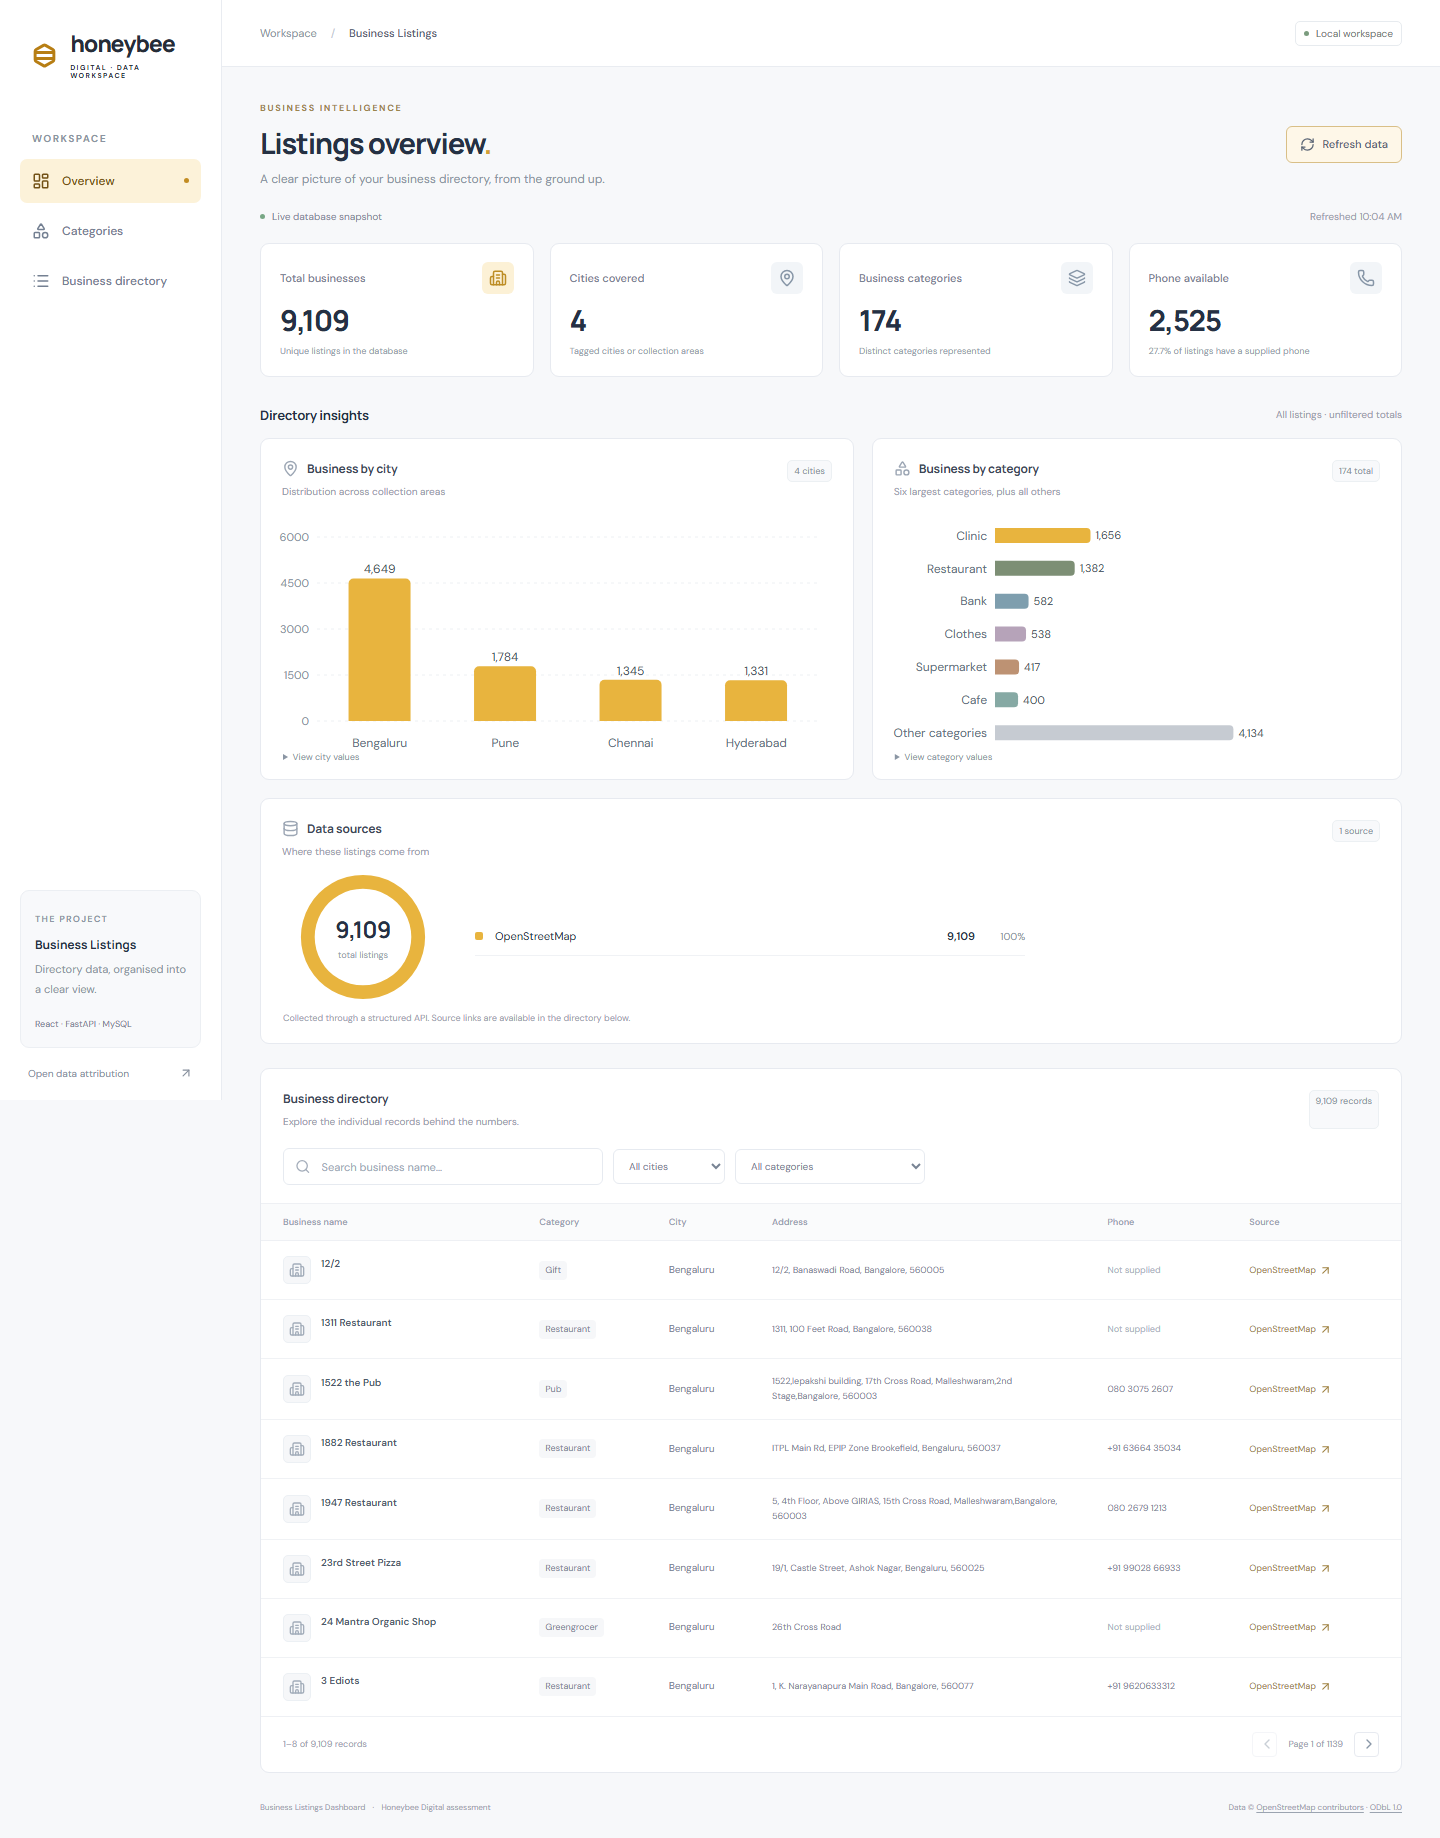 honeybee
DIGITAL · DATA
WORKSPACE
WORKSPACE
Overview
Categories
Business directory
THE PROJECT
Business Listings
Directory data, organised into
a clear view.
React · FastAPI · MySQL
Open data attribution
Workspace / Business Listings
Local workspace
BUSINESS INTELLIGENCE
Listings overview.
A clear picture of your business directory, from the ground up.
Refresh data
Live database snapshot
Refreshed 10:04 AM
Total businesses
9,109
Unique listings in the database
Cities covered
4
Tagged cities or collection areas
Business categories
174
Distinct categories represented
Phone available
2,525
27.7% of listings have a supplied phone
Directory insights
All listings · unfiltered totals
Business by city
4 cities
Distribution across collection areas
6000
4500
3000
1500
0
4,649
1,784
1,345
1,331
Bengaluru
Pune
Chennai
Hyderabad
View city values
Business by category
174 total
Six largest categories, plus all others
Clinic 1,656
Restaurant 1,382
Bank 582
Clothes 538
Supermarket 417
Cafe 400
Other categories 4,134
View category values
Data sources
1 source
Where these listings come from
9,109
total listings
OpenStreetMap 9,109 100%
Collected through a structured API. Source links are available in the directory below.
Business directory
9,109 records
Explore the individual records behind the numbers.
Search business name...
All cities
All categories
Business name Category City Address Phone Source
12/2 Gift Bengaluru 12/2, Banaswadi Road, Bangalore, 560005 Not supplied OpenStreetMap
1311 Restaurant Restaurant Bengaluru 1311, 100 Feet Road, Bangalore, 560038 Not supplied OpenStreetMap
1522 the Pub Pub Bengaluru 1522,lepakshi building, 17th Cross Road, Malleshwaram,2nd
Stage,Bangalore, 560003 080 3075 2607 OpenStreetMap
1882 Restaurant Restaurant Bengaluru ITPL Main Rd, EPIP Zone Brookefield, Bengaluru, 560037 +91 63664 35034 OpenStreetMap
1947 Restaurant Restaurant Bengaluru 5, 4th Floor, Above GIRIAS, 15th Cross Road, Malleshwaram,Bangalore,
560003 080 2679 1213 OpenStreetMap
23rd Street Pizza Restaurant Bengaluru 19/1, Castle Street, Ashok Nagar, Bengaluru, 560025 +91 99028 66933 OpenStreetMap
24 Mantra Organic Shop Greengrocer Bengaluru 26th Cross Road Not supplied OpenStreetMap
3 Ediots Restaurant Bengaluru 1, K. Narayanapura Main Road, Bangalore, 560077 +91 9620633312 OpenStreetMap
1–8 of 9,109 records
Page 1 of 1139
Business Listings Dashboard · Honeybee Digital assessment
Data © OpenStreetMap contributors · ODbL 1.0